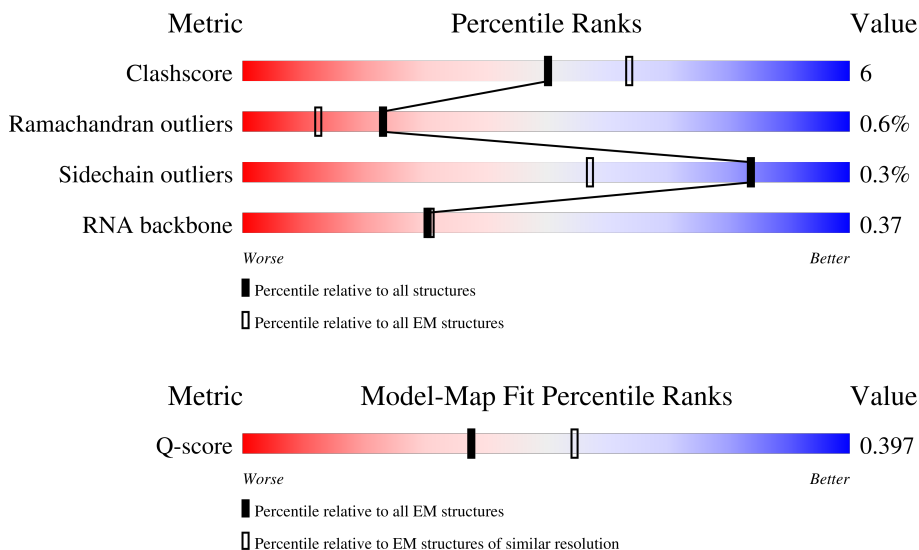 Metric Percentile Ranks Value
Clashscore 6
Ramachandran outliers 0.6%
Sidechain outliers 0.3%
RNA backbone 0.37
Worse Better
Percentile relative to all structures
Percentile relative to all EM structures
Metric Model-Map Fit Percentile Ranks Value
Q-score 0.397
Worse Better
Percentile relative to all EM structures
Percentile relative to EM structures of similar resolution